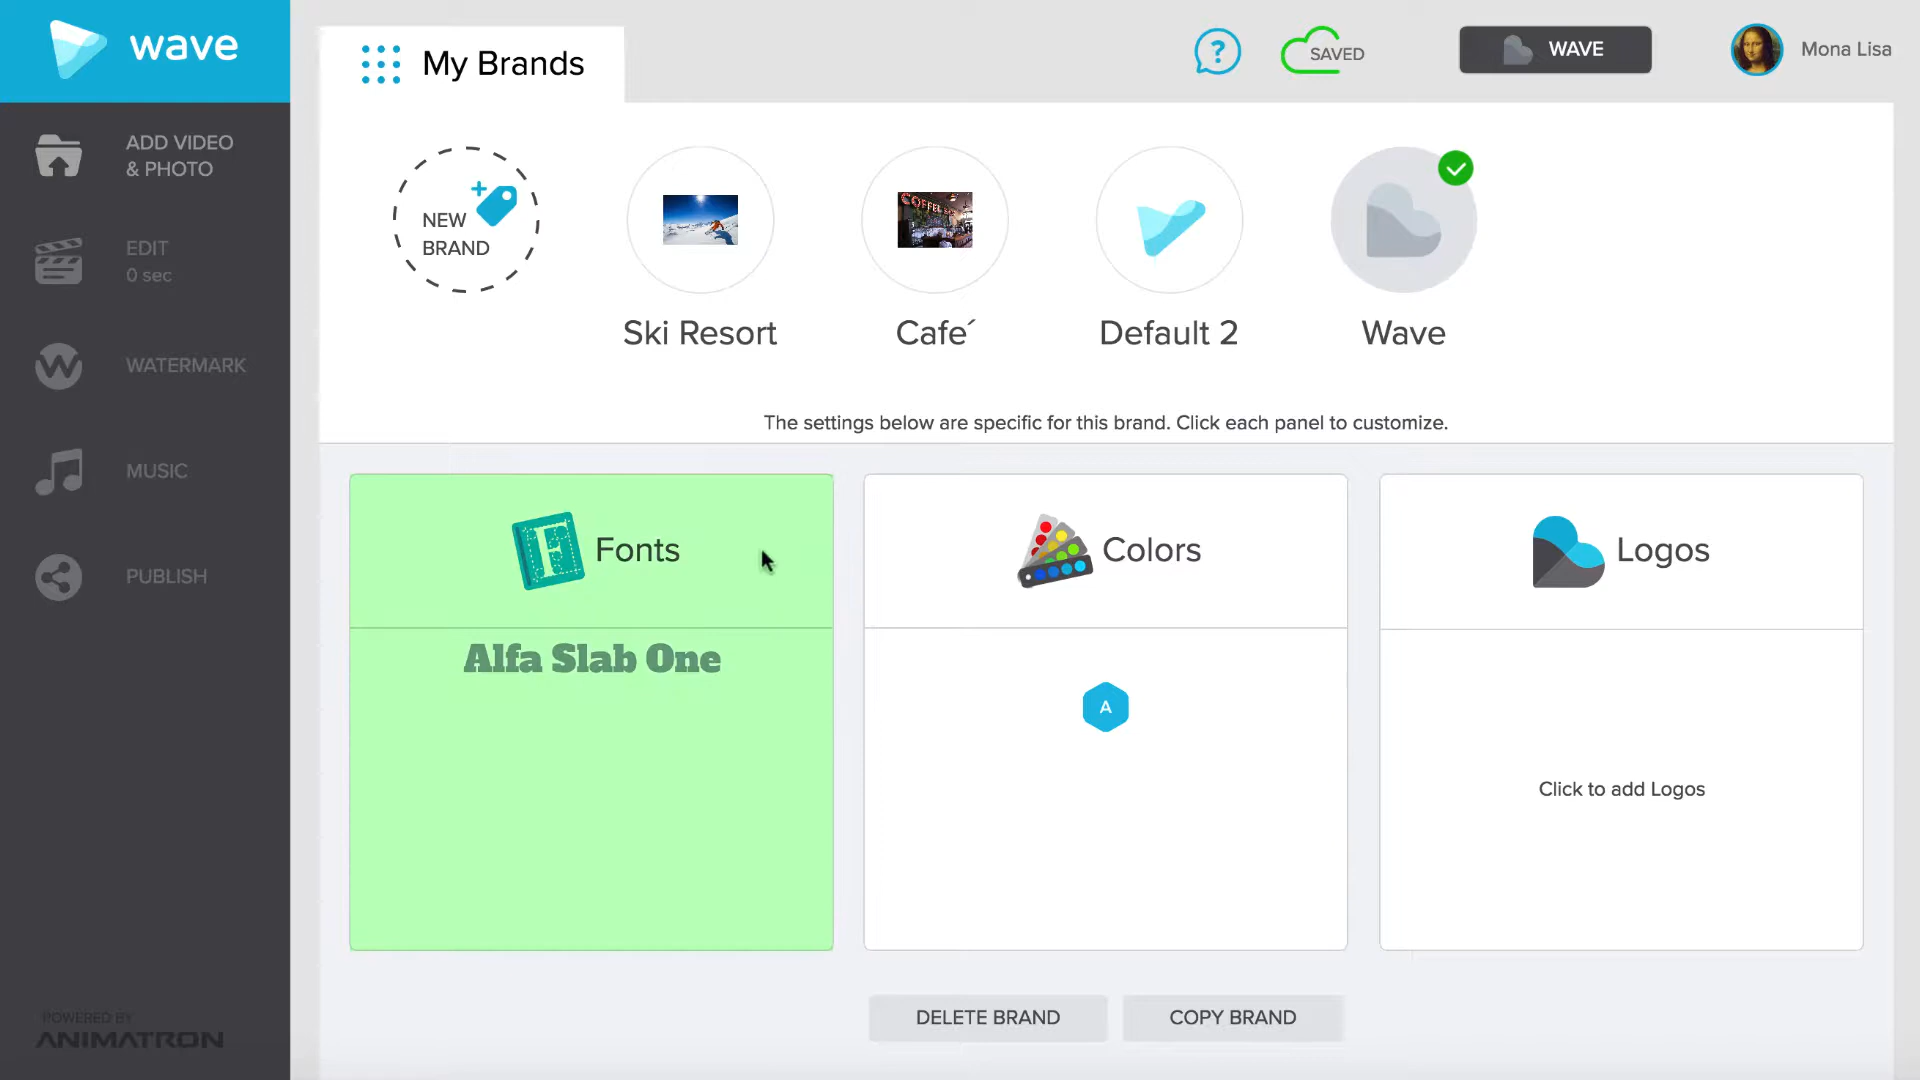 wave
My Brands
?
SAVED
WAVE
Mona Lisa
ADD VIDEO
& PHOTO
EDIT
0 sec
WATERMARK
MUSIC
PUBLISH
POWERED BY
ANIMATRON
NEW
BRAND
COFFEE
Ski Resort
Cafe´
Default 2
Wave
The settings below are specific for this brand. Click each panel to customize.
F
Fonts
Colors
Logos
Alfa Slab One
A
Click to add Logos
DELETE BRAND
COPY BRAND